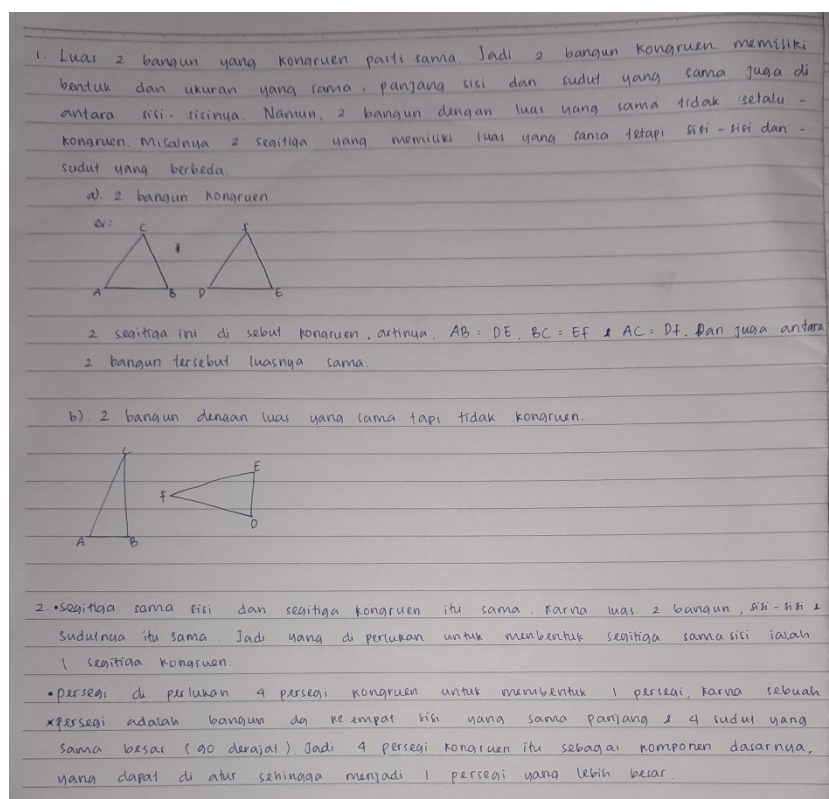 1. Luas 2 bangun yang kongruen pasti sama. Jadi 2 bangun kongruen memiliki
bentuk dan ukuran yang sama, panjang sisi dan sudut yang sama juga di
antara sisi-sisinya. Namun, 2 bangun dengan luas yang sama tidak selalu -
kongruen. Misalnya 2 segitiga yang memiliki luas yang sama tetapi sisi-sisi dan -
sudut yang berbeda.
a). 2 bangun kongruen
ex:
C
f
A
B
D
E
2 segitiga ini di sebut kongruen, artinya, AB = DE, BC = EF & AC = Df. Dan juga antara
2 bangun tersebut luasnya sama.
b). 2 bangun dengan luas yang sama tapi tidak kongruen.
C
E
f
D
A
B
2. • segitiga sama sisi dan segitiga kongruen itu sama. Karna luas 2 bangun, sisi-sisi &
sudutnya itu sama. Jadi yang di perlukan untuk menbentuk segitiga sama sisi ialah
1 segitiga kongruen.
• persegi di perlukan 4 persegi kongruen untuk membentuk 1 persegi, karna sebuah
*persegi adalah bangun dg ke empat sisi yang sama panjang & 4 sudut yang
sama besar (90 derajat). Jadi 4 persegi kongruen itu sebagai komponen dasarnya,
yang dapat di atur sehingga menjadi 1 persegi yang lebih besar.